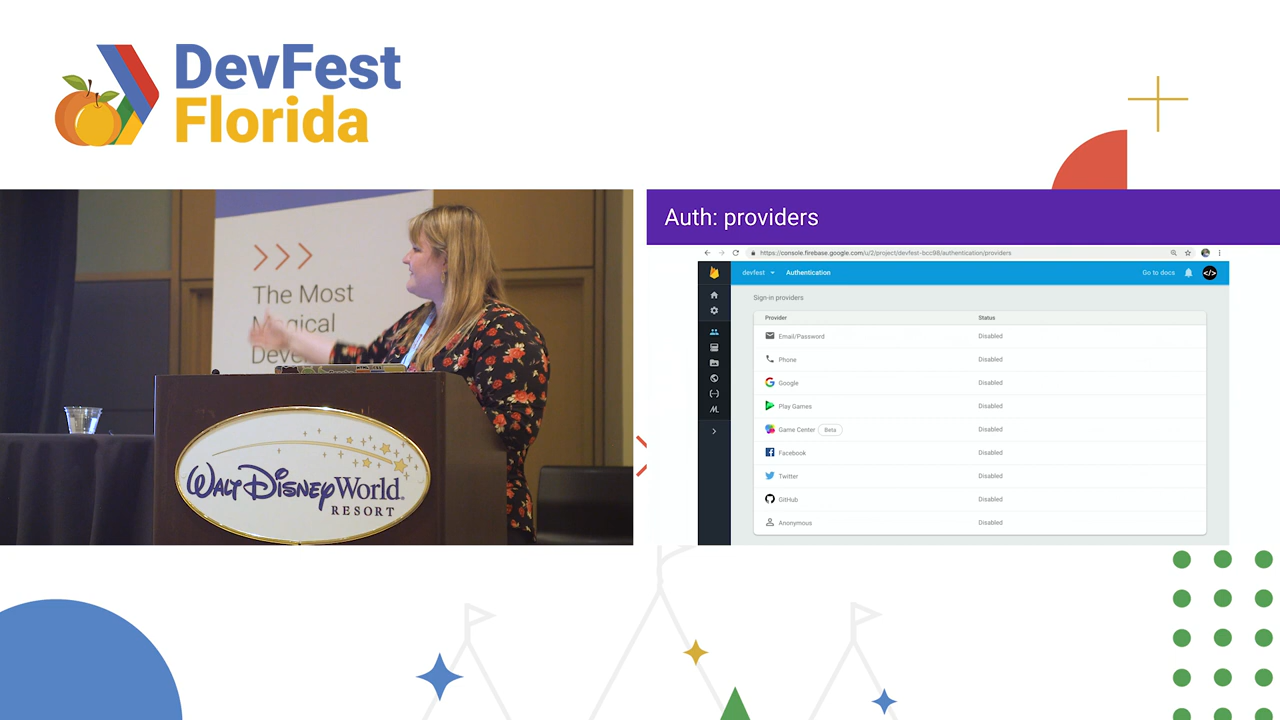 DevFest
Florida
>>>
The Most
Magical
Deve
WALT DISNEY World®
RESORT
Auth: providers
https://console.firebase.google.com/u/2/project/devfest-bcc98/authentication/providers
devfest
Authentication
Go to docs
</>
Sign-in providers
Provider
Status
Email/Password
Disabled
Phone
Disabled
Google
Disabled
Play Games
Disabled
Game Center
Beta
Disabled
Facebook
Disabled
Twitter
Disabled
GitHub
Disabled
Anonymous
Disabled